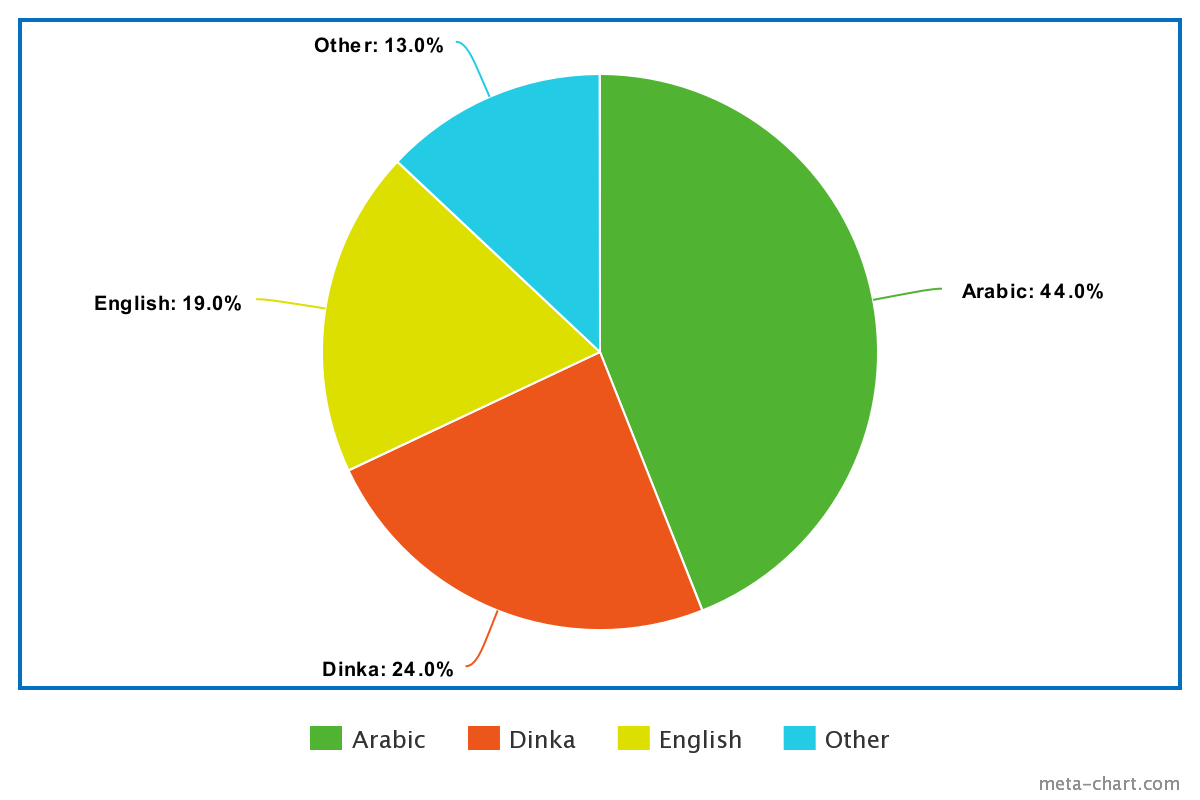 Other: 13.0%
Arabic: 44.0%
English: 19.0%
Dinka: 24.0%
Arabic Dinka English Other
meta-chart.com